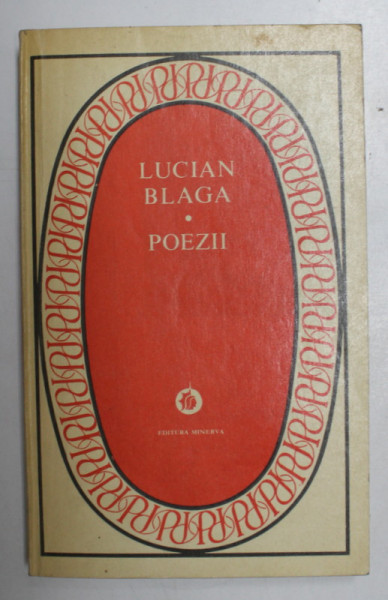 LUCIAN
BLAGA
•
POEZII
EDITURA MINERVA